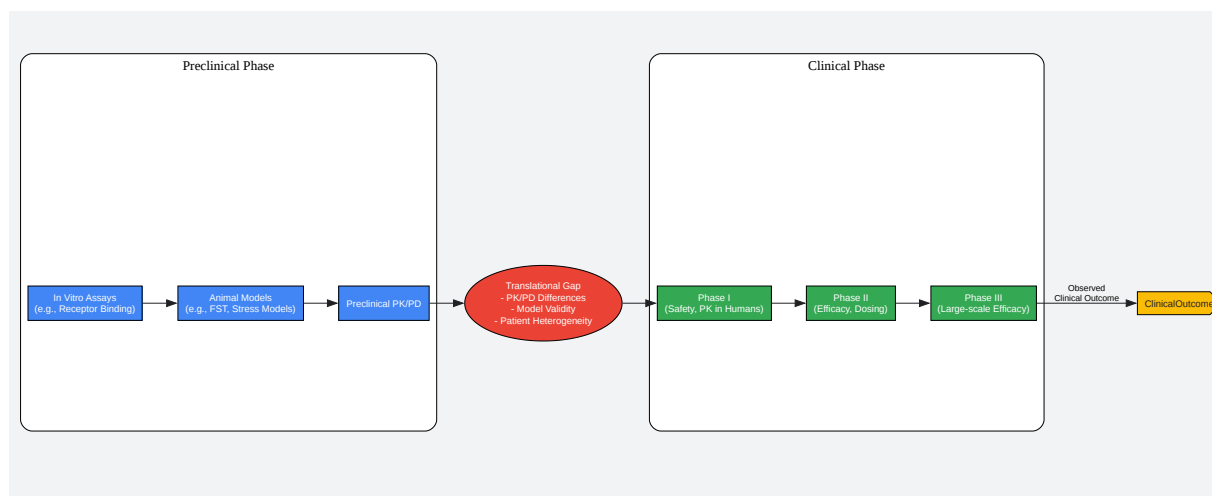 Preclinical Phase
In Vitro Assays
(e.g., Receptor Binding)
Animal Models
(e.g., FST, Stress Models)
Preclinical PK/PD
Translational Gap
- PK/PD Differences
- Model Validity
- Patient Heterogeneity
Clinical Phase
Phase I
(Safety, PK in Humans)
Phase II
(Efficacy, Dosing)
Phase III
(Large-scale Efficacy)
Observed
Clinical Outcome
ClinicalOutcome